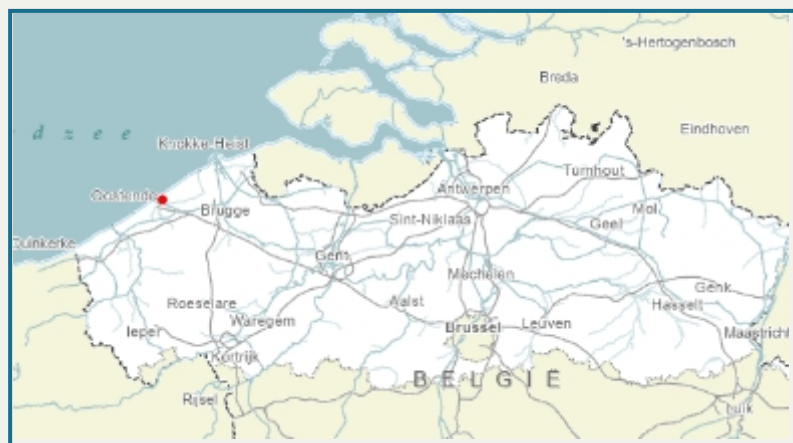 's-Hertogenbosch
Breda
d z e e
Eindhoven
Knokke-Heist
Turnhout
Oostende
Antwerpen
Mol
Brugge
Sint-Niklaas
Geel
Duinkerke
Gent
Mechelen
Genk
Roeselare
Aalst
Hasselt
Waregem
Brussel
Leuven
Ieper
Maastricht
Kortrijk
BELGIË
Rijsel
Luik